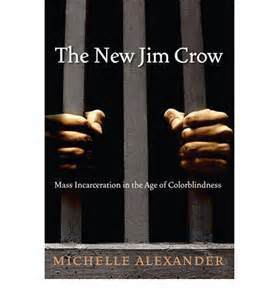 The New Jim Crow
Mass Incarceration in the Age of Colorblindness
MICHELLE ALEXANDER